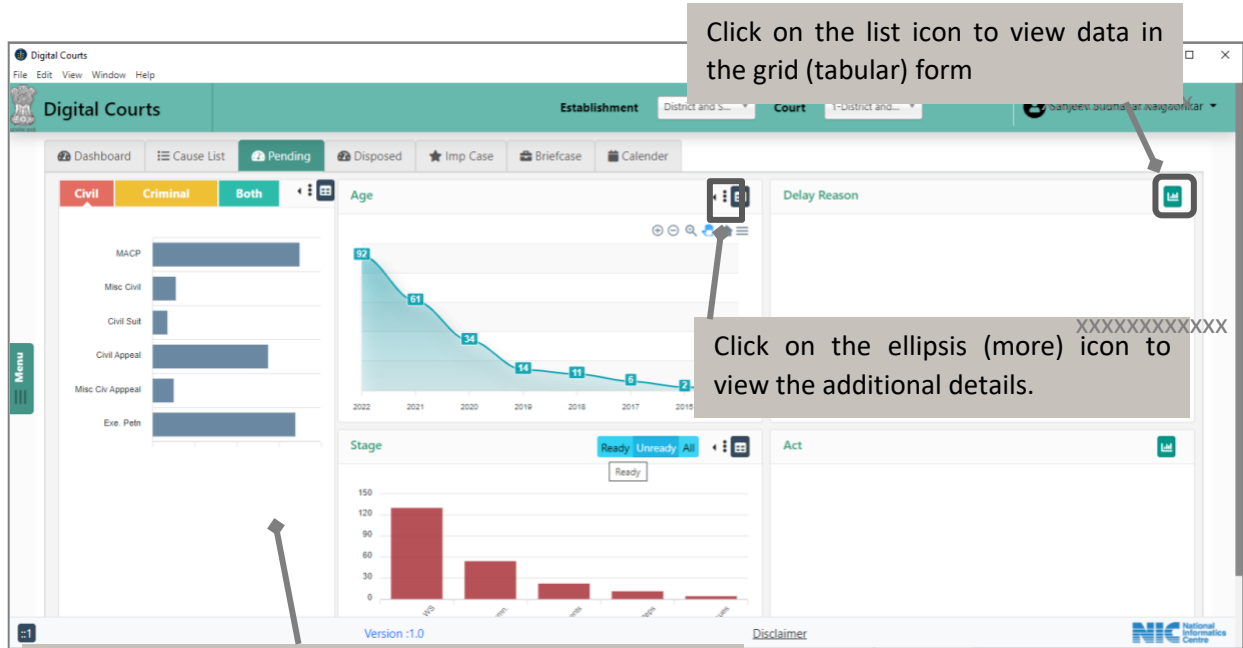 Click on the list icon to view data in
the grid (tabular) form
Digital Courts
File Edit View Window Help
Digital Courts
Establishment District and S... Court 1-District and...
Dashboard Cause List Pending Disposed Imp Case Briefcase Calender
Civil Criminal Both
Age
Delay Reason
MACP
Misc Civil
Civil Suit
Civil Appeal
Misc Civ Apppeal
Exe. Petn
92
61
34
14
11
6
2
2022 2021 2020 2019 2018 2017 2015
XXXXXXXXXXXX
Click on the ellipsis (more) icon to
view the additional details.
Menu
Stage
Ready Unready All
Ready
Act
150
120
90
60
30
0
WS
::1
Version :1.0
Disclaimer
NIC National
Informatics
Centre